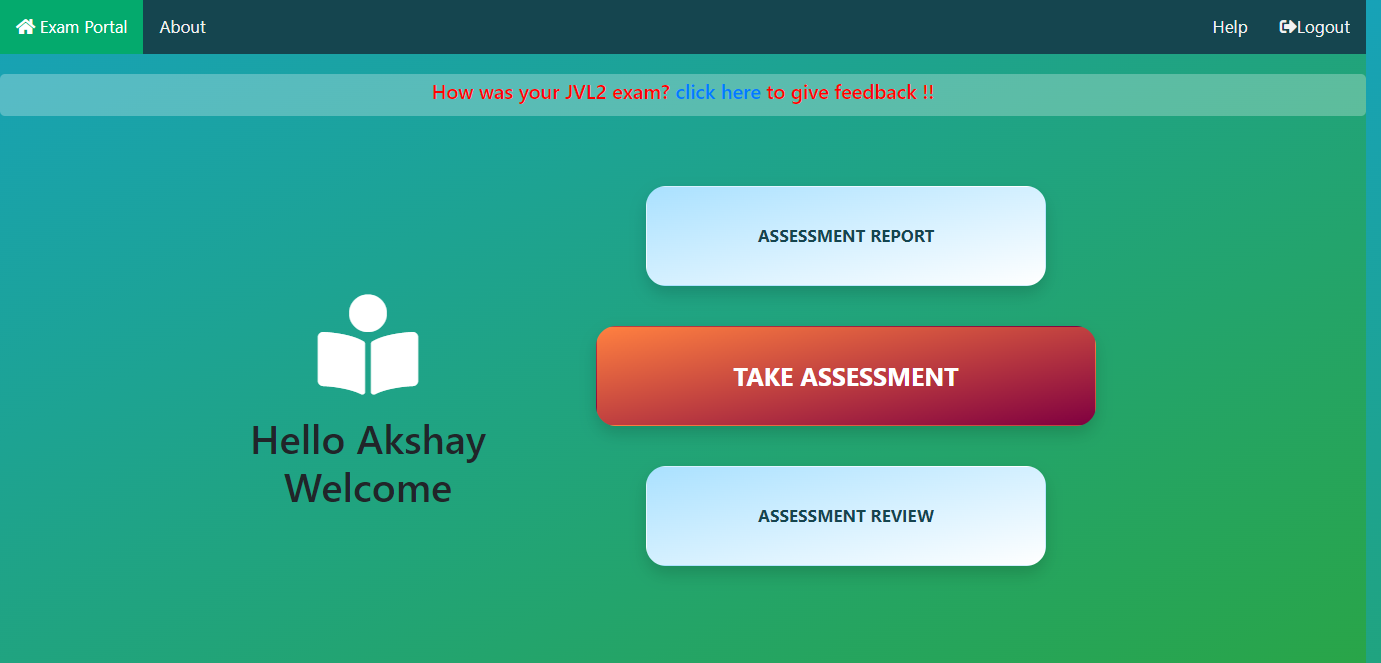 Exam Portal About Help Logout
How was your JVL2 exam? click here to give feedback !!
ASSESSMENT REPORT
TAKE ASSESSMENT
Hello Akshay
Welcome
ASSESSMENT REVIEW